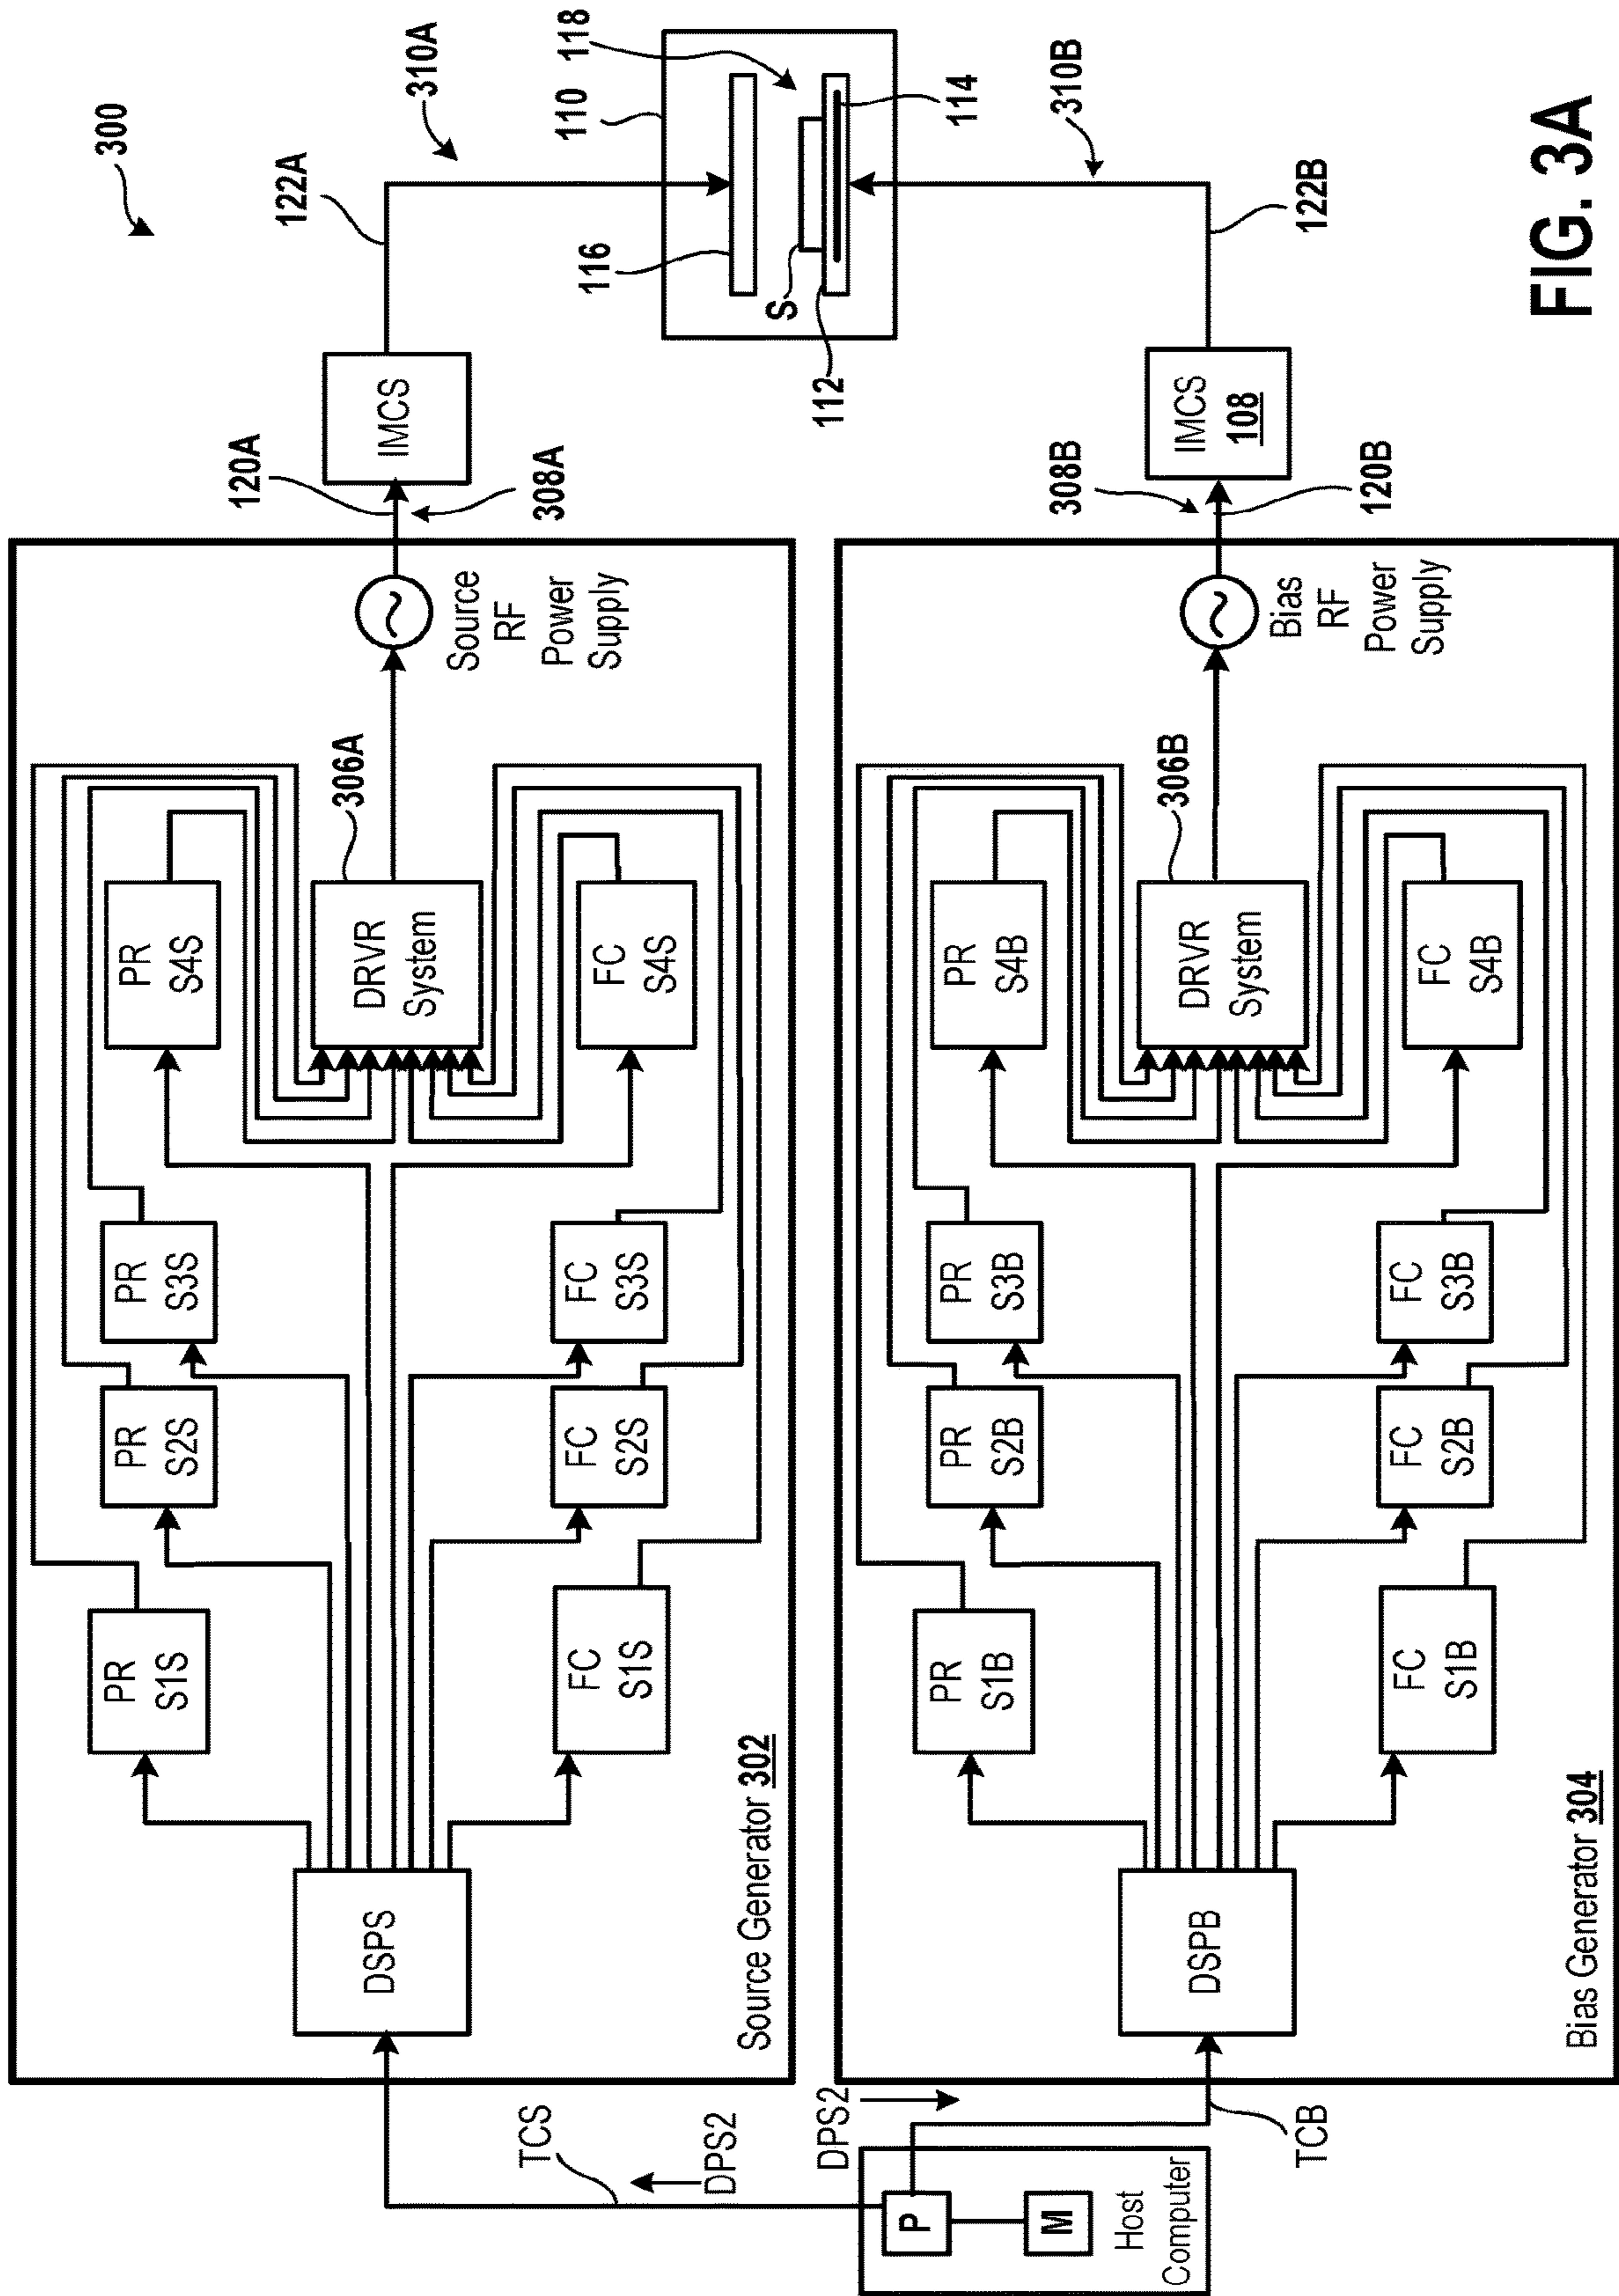 300
122A
310A
110
118
116
S
112
114
310B
122B
IMCS
120A
308A
IMCS
108
308B
120B
Source
RF
Power
Supply
306A
PR
S4S
DRVR
System
FC
S4S
PR
S3S
FC
S3S
PR
S2S
FC
S2S
PR
S1S
FC
S1S
DSPS
Source Generator 302
Bias
RF
Power
Supply
306B
PR
S4B
DRVR
System
FC
S4B
PR
S3B
FC
S3B
PR
S2B
FC
S2B
PR
S1B
FC
S1B
DSPB
Bias Generator 304
TCS
DPS2
DPS2
TCB
P
M
Host
Computer
FIG. 3A